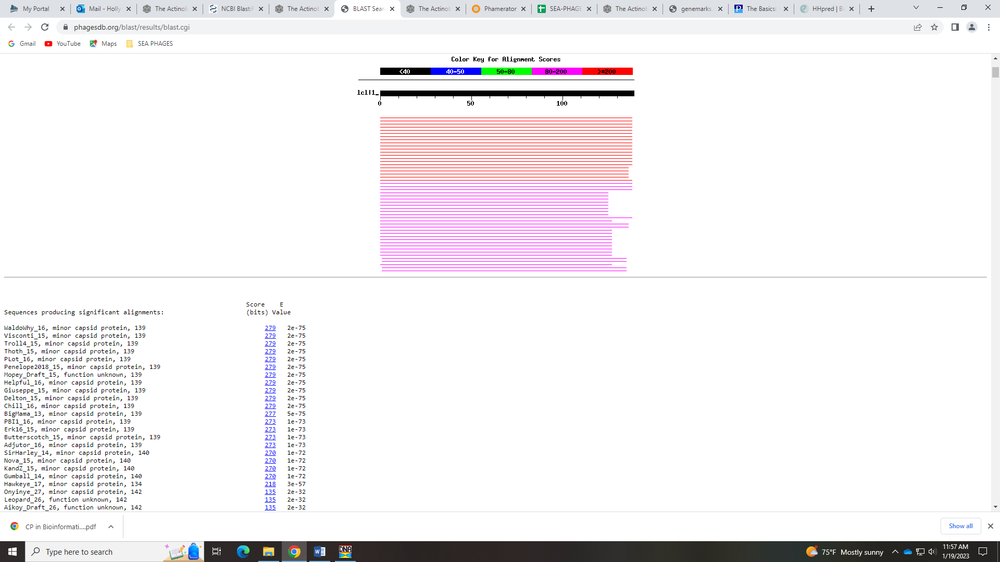 My Portal
Mail - Holly
The Actinob
NCBI Blast:P
The Actinob
BLAST Sear
The Actinob
Phamerator
SEA-PHAGE
The Actinob
genemarks.
The Basics:
HHpred | Bi
phagesdb.org/blast/results/blast.cgi
Gmail YouTube Maps SEA PHAGES
Color Key for Alignment Scores
<40 40-50 50-80 80-200 >=200
lcl|1_
0 50 100
Score E
Sequences producing significant alignments: (bits) Value
WaldoWhy_16, minor capsid protein, 139 279 2e-75
Visconti_15, minor capsid protein, 139 279 2e-75
Troll4_15, minor capsid protein, 139 279 2e-75
Thoth_15, minor capsid protein, 139 279 2e-75
PLot_16, minor capsid protein, 139 279 2e-75
Penelope2018_15, minor capsid protein, 139 279 2e-75
Mopey_Draft_15, function unknown, 139 279 2e-75
Helpful_16, minor capsid protein, 139 279 2e-75
Giuseppe_15, minor capsid protein, 139 279 2e-75
Delton_15, minor capsid protein, 139 279 2e-75
Chill_16, minor capsid protein, 139 279 2e-75
BigMama_13, minor capsid protein, 139 277 5e-75
PBI1_16, minor capsid protein, 139 273 1e-73
Erk16_15, minor capsid protein, 139 273 1e-73
Butterscotch_15, minor capsid protein, 139 273 1e-73
Adjutor_16, minor capsid protein, 139 273 1e-73
SirHarley_14, minor capsid protein, 140 270 1e-72
Nova_15, minor capsid protein, 140 270 1e-72
KandZ_15, minor capsid protein, 140 270 1e-72
Gumball_14, minor capsid protein, 140 270 1e-72
Hawkeye_17, minor capsid protein, 134 218 3e-57
Onyinye_27, minor capsid protein, 142 135 2e-32
Leopard_26, function unknown, 142 135 2e-32
Aikoy_Draft_26, function unknown, 142 135 2e-32
CP in Bioinformati....pdf
Show all
Type here to search
DNA
75°F Mostly sunny
11:57 AM
1/19/2023